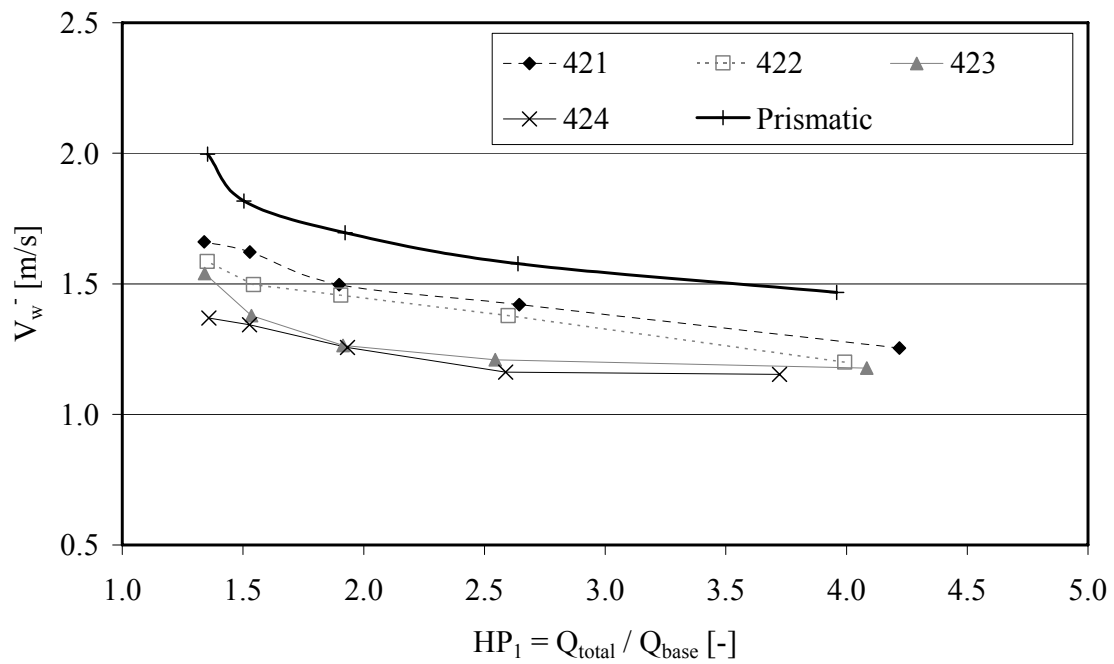 2.5
421 422 423
424 Prismatic
2.0
1.5
1.0
0.5
V_w^- [m/s]
1.0 1.5 2.0 2.5 3.0 3.5 4.0 4.5 5.0
HP₁ = Q_total / Q_base [-]